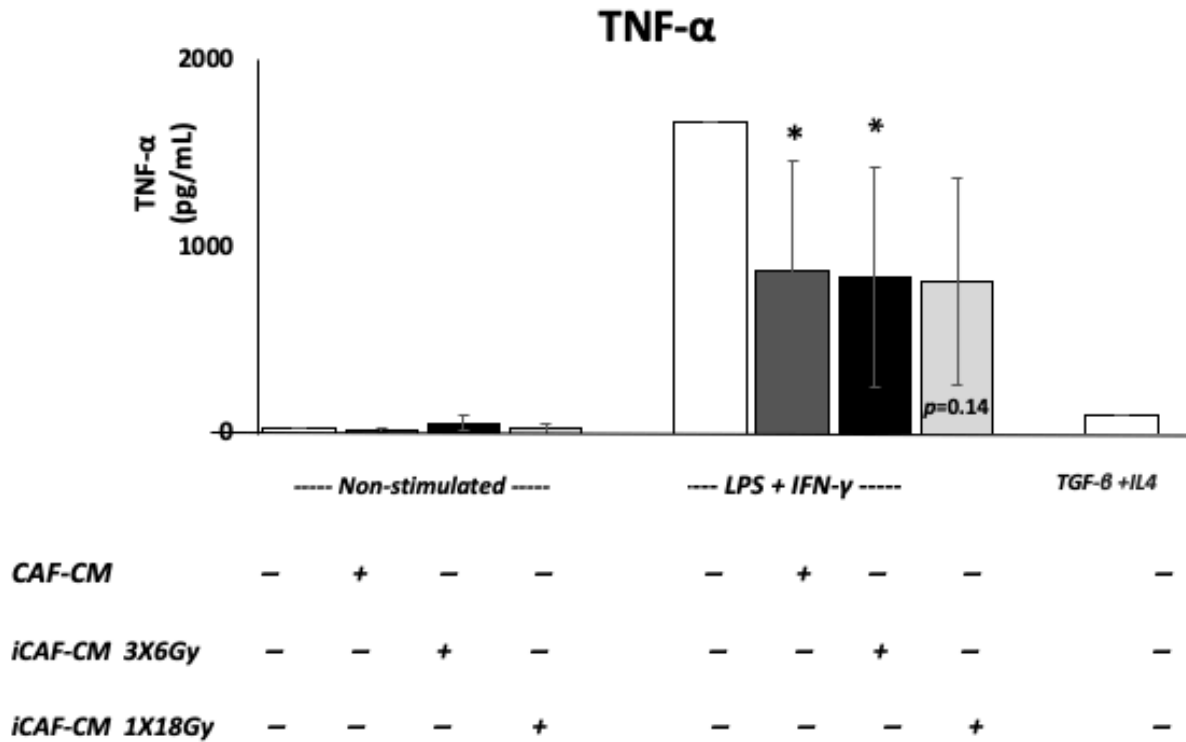 TNF-α
2000
TNF-α
(pg/mL)
* *
1000
p=0.14
0
----- Non-stimulated ----- ---- LPS + IFN-γ ----- TGF-β +IL4
CAF-CM – + – – – + – – –
iCAF-CM 3X6Gy – – + – – – + – –
iCAF-CM 1X18Gy – – – + – – – + –